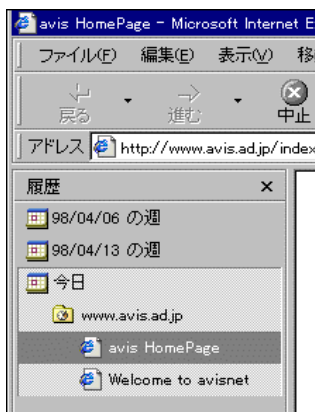 avis HomePage - Microsoft Internet E
ファイル(F) 編集(E) 表示(V) 移
戻る 進む 中止
アドレス http://www.avis.ad.jp/index
履歴 ×
98/04/06 の週
98/04/13 の週
今日
www.avis.ad.jp
avis HomePage
Welcome to avisnet